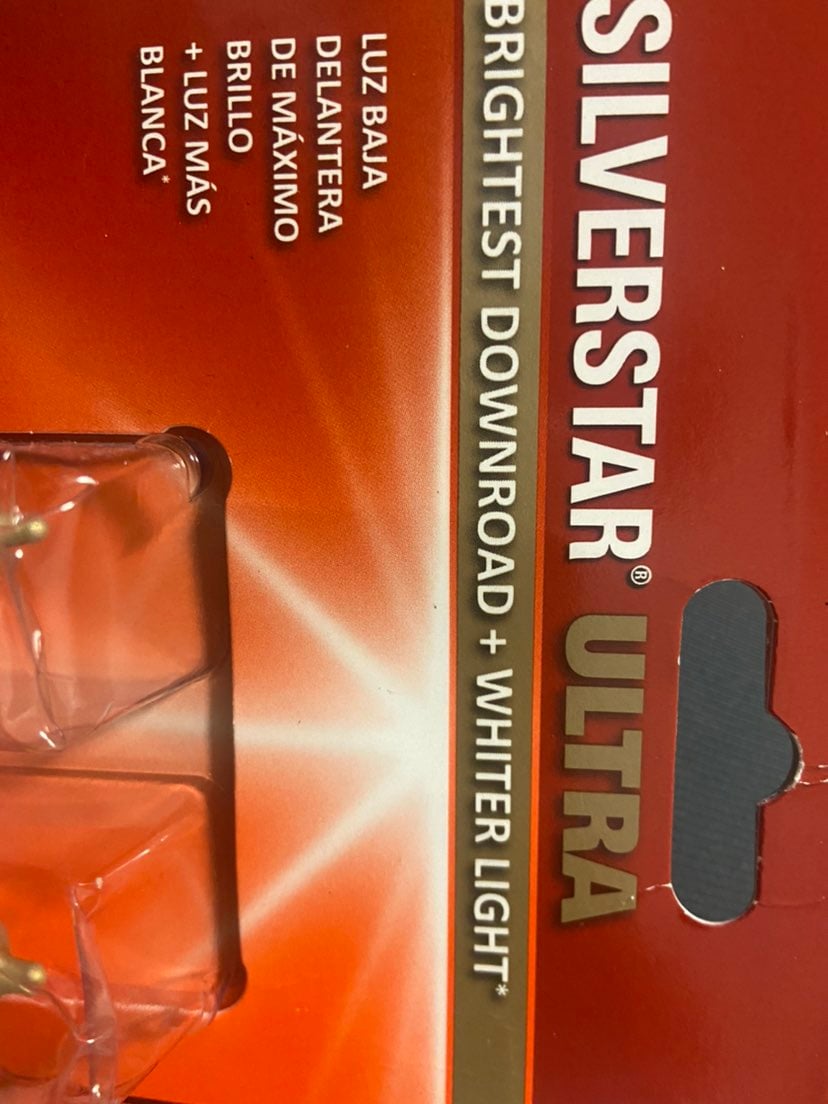 SILVERSTAR® ULTRA
BRIGHTEST DOWNROAD + WHITER LIGHT*
LUZ BAJA
DELANTERA
DE MÁXIMO
BRILLO
+ LUZ MÁS
BLANCA*